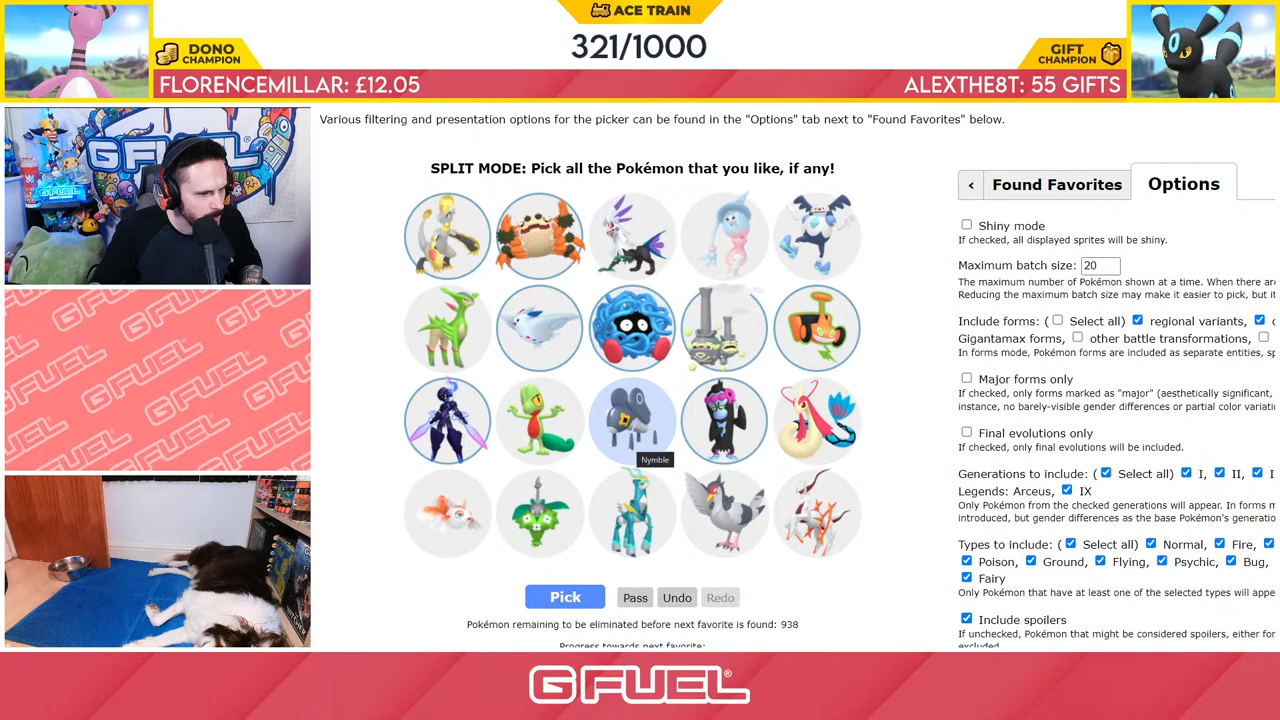 ACE TRAIN
321/1000
DONO
CHAMPION
GIFT
CHAMPION
FLORENCEMILLAR: £12.05
ALEXTHE8T: 55 GIFTS
Various filtering and presentation options for the picker can be found in the "Options" tab next to "Found Favorites" below.
SPLIT MODE: Pick all the Pokémon that you like, if any!
Nymble
Pick
Pass
Undo
Redo
Pokémon remaining to be eliminated before next favorite is found: 938
Progress towards next favorite:
‹
Found Favorites
Options
Shiny mode
If checked, all displayed sprites will be shiny.
Maximum batch size: 20
The maximum number of Pokémon shown at a time. When there are
Reducing the maximum batch size may make it easier to pick, but it
Include forms: ( Select all) regional variants,
Gigantamax forms, other battle transformations,
In forms mode, Pokémon forms are included as separate entities, sp
Major forms only
If checked, only forms marked as "major" (aesthetically significant,
instance, no barely-visible gender differences or partial color variatio
Final evolutions only
If checked, only final evolutions will be included.
Generations to include: ( Select all) I, II, I
Legends: Arceus, IX
Only Pokémon from the checked generations will appear. In forms m
introduced, but gender differences as the base Pokémon's generatio
Types to include: ( Select all) Normal, Fire,
Poison, Ground, Flying, Psychic, Bug,
Fairy
Only Pokémon that have at least one of the selected types will appe
Include spoilers
If unchecked, Pokémon that might be considered spoilers, either for
excluded.
G FUEL
G FUEL